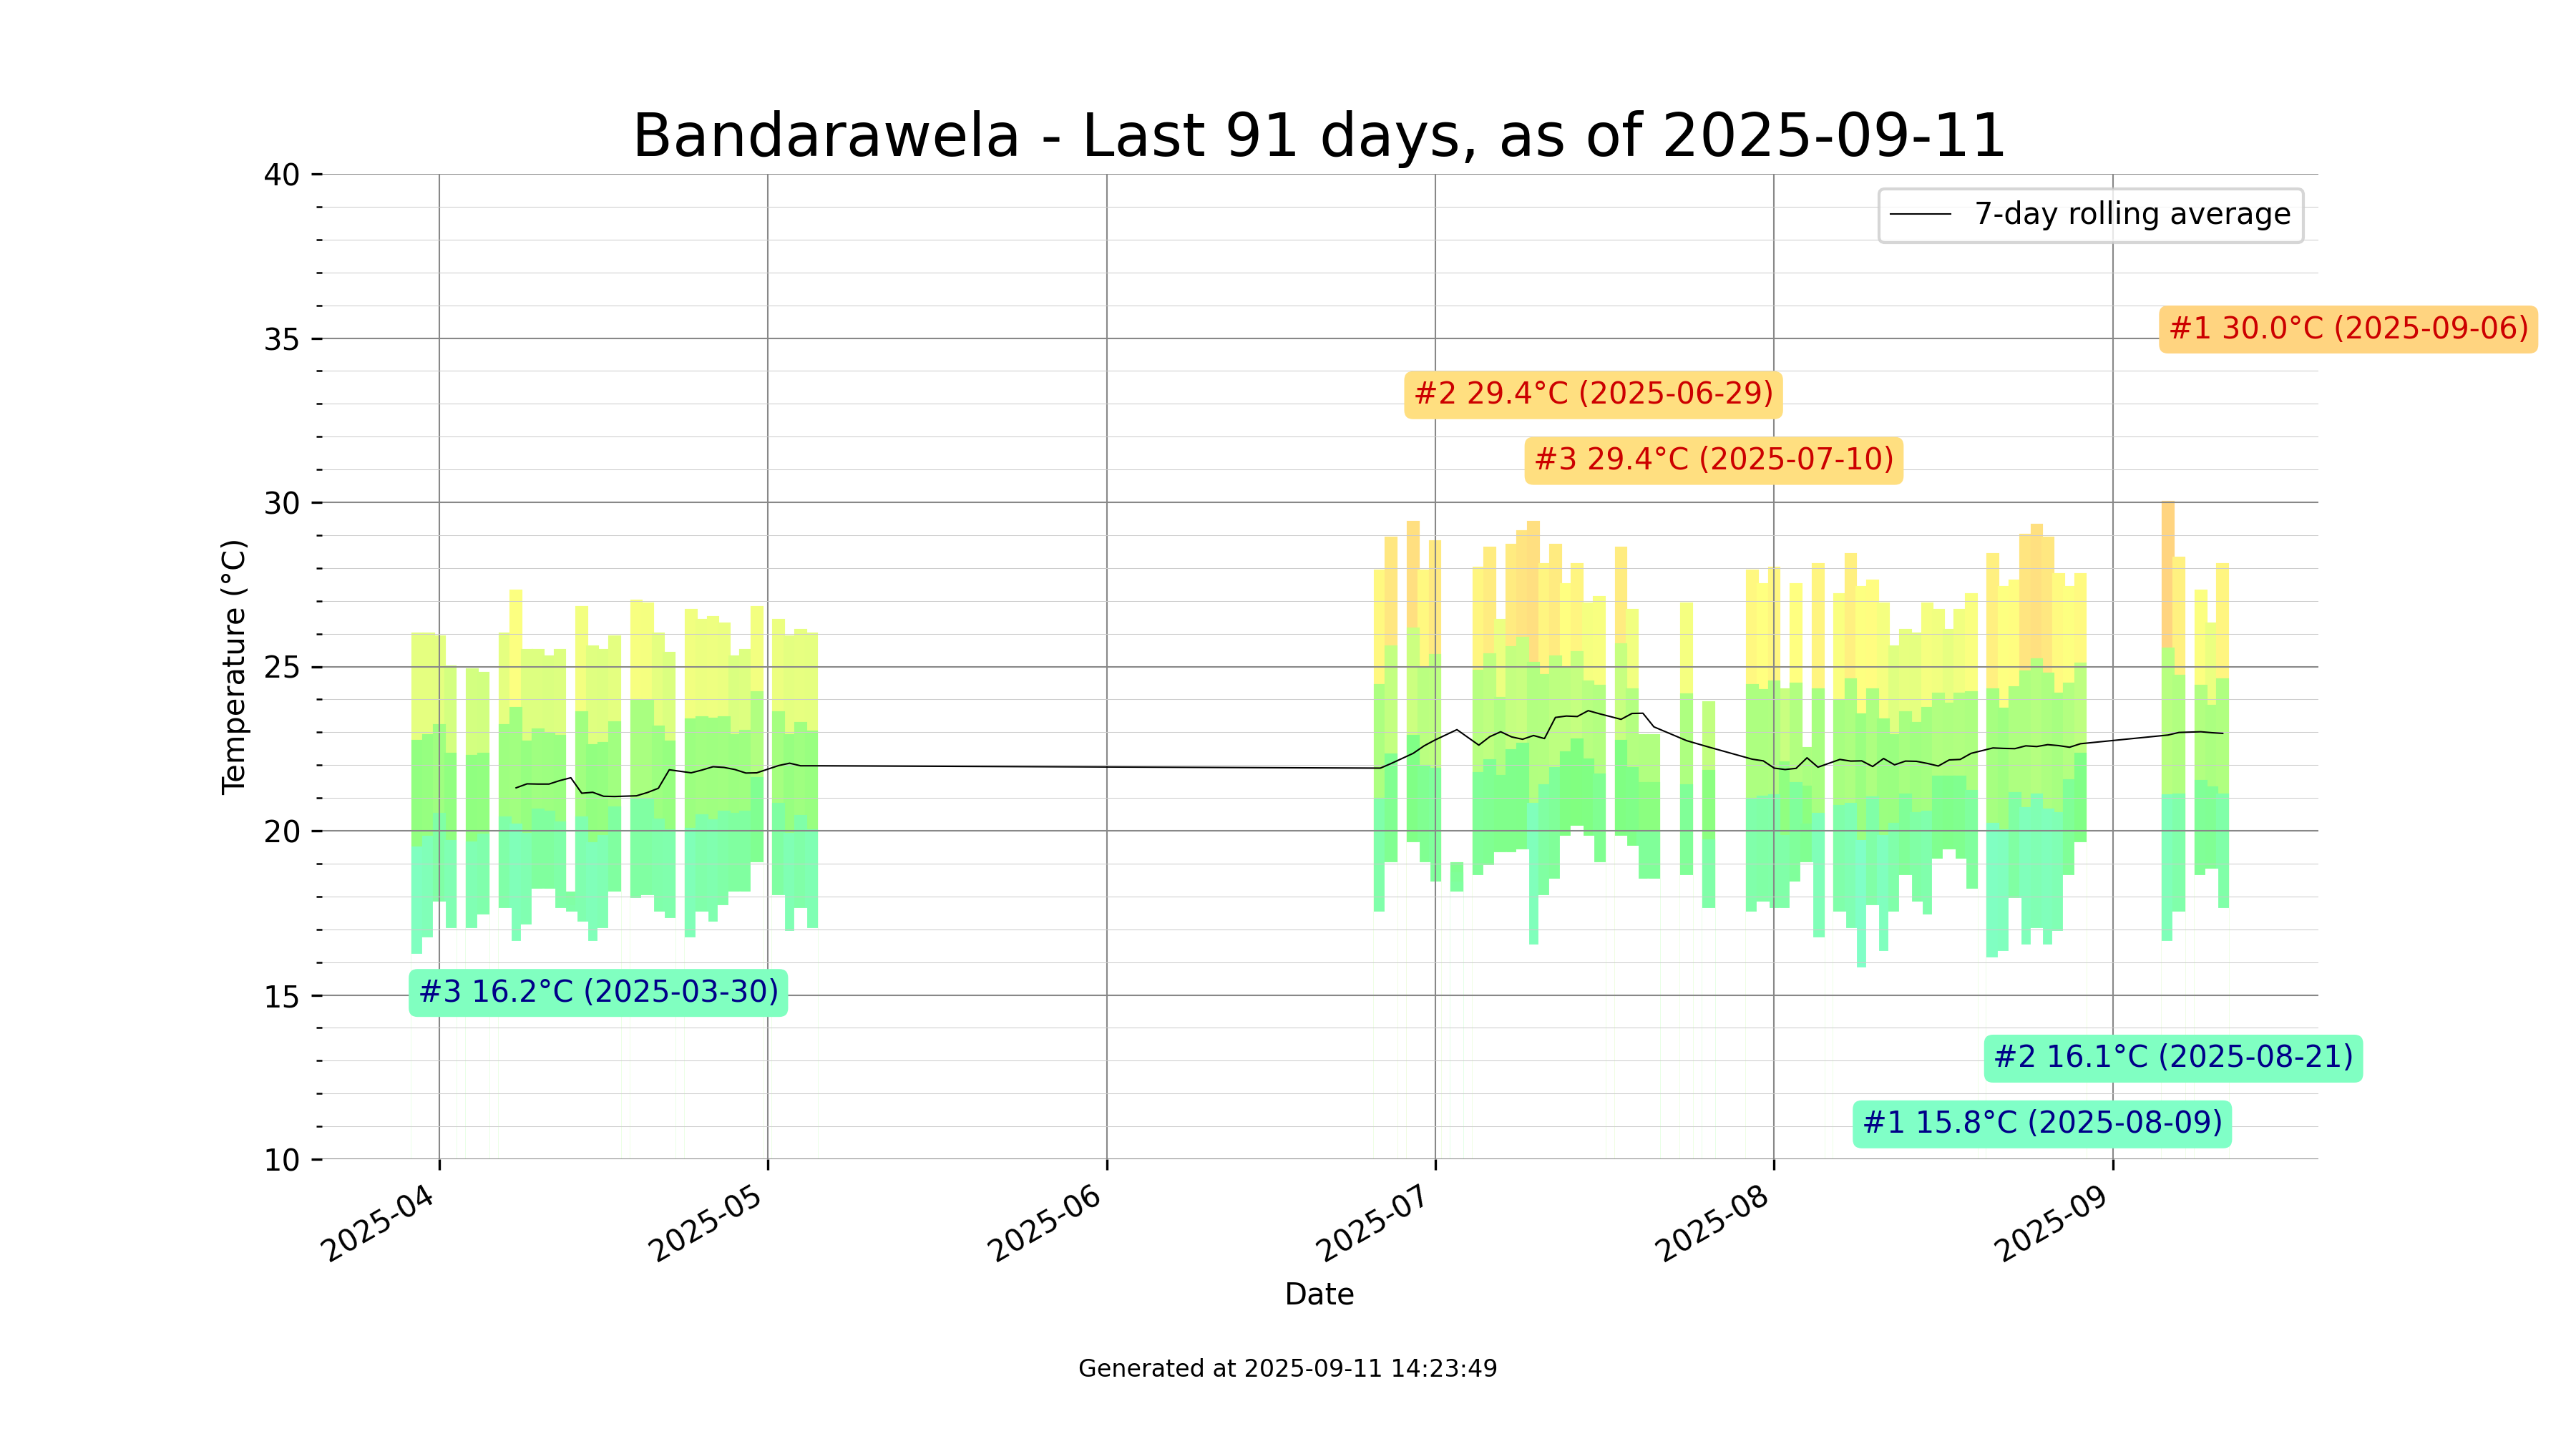 Bandarawela - Last 91 days, as of 2025-09-11
40
7-day rolling average
#1 30.0°C (2025-09-06)
35
#2 29.4°C (2025-06-29)
#3 29.4°C (2025-07-10)
30
Temperature (°C)
25
20
#3 16.2°C (2025-03-30)
15
#2 16.1°C (2025-08-21)
#1 15.8°C (2025-08-09)
10
2025-04
2025-05
2025-06
2025-07
2025-08
2025-09
Date
Generated at 2025-09-11 14:23:49